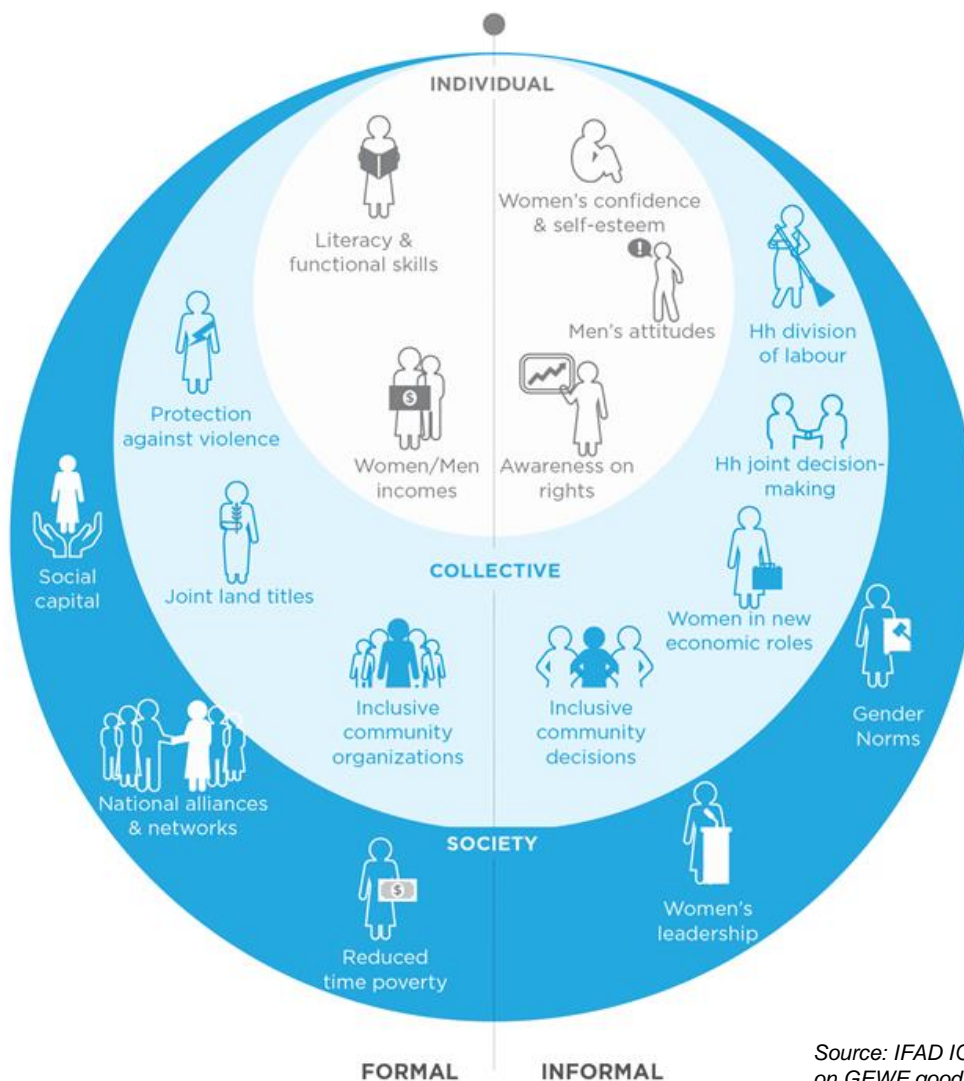 INDIVIDUAL
Literacy &
functional skills
Women's confidence
& self-esteem
Men's attitudes
Women/Men
incomes
Awareness on
rights
Protection
against violence
Joint land titles
Hh division
of labour
Hh joint decision-
making
Women in new
economic roles
COLLECTIVE
Inclusive
community
organizations
Inclusive
community
decisions
Social
capital
National alliances
& networks
Gender
Norms
SOCIETY
Reduced
time poverty
Women's
leadership
FORMAL
INFORMAL
Source: IFAD
on GEWE good